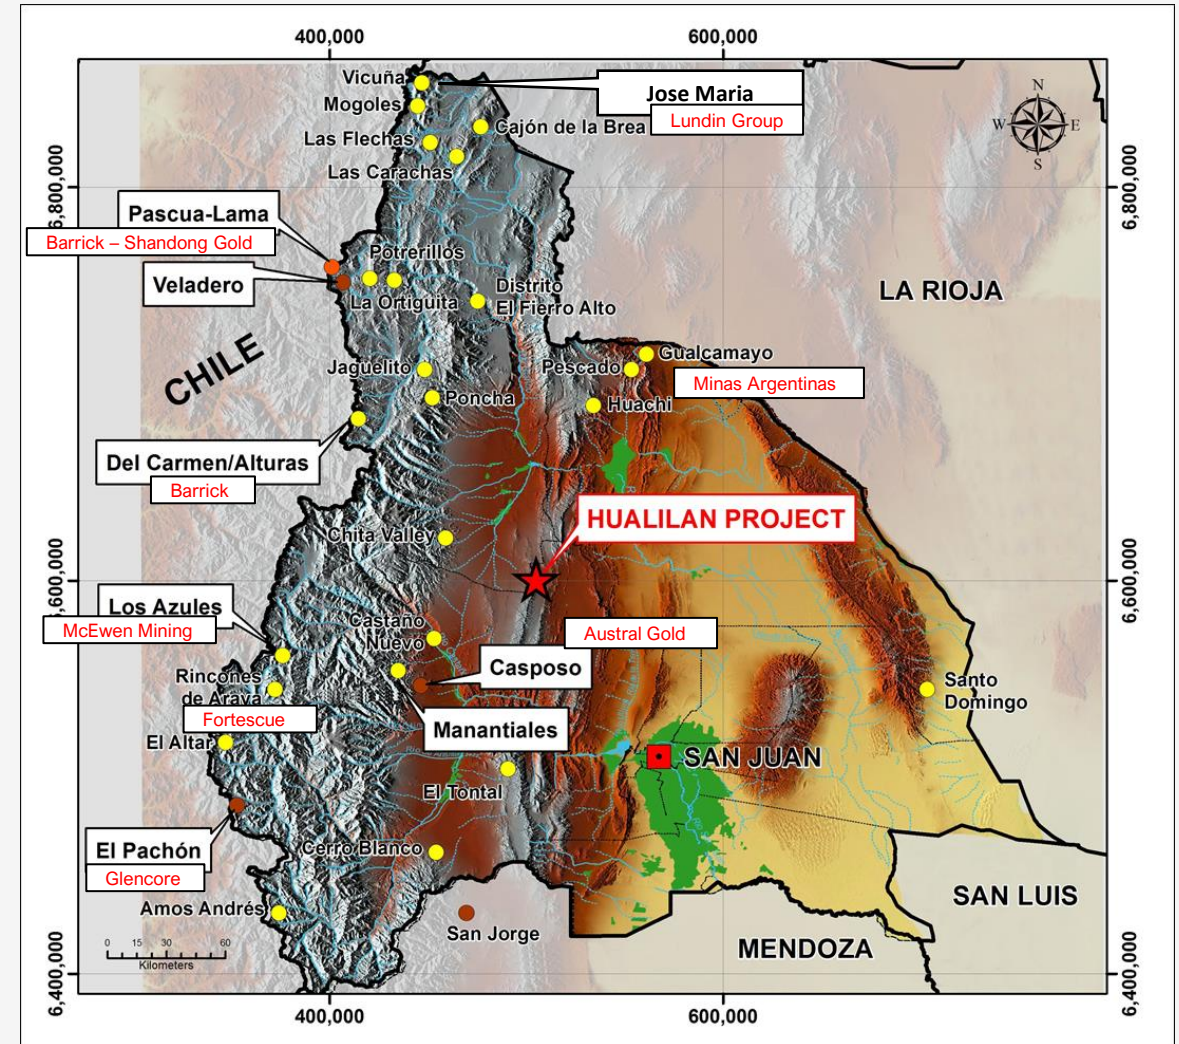 400,000
600,000
Vicuña
Jose Maria
Mogoles
Lundin Group
Cajón de la Brea
Las Flechas
Las Carachas
N
W
E
S
6,800,000
6,800,000
Pascua-Lama
Barrick – Shandong Gold
Veladero
Potrerillos
La Ortiguita
Distrito
El Fierro Alto
LA RIOJA
CHILE
Jaguelito
Poncha
Pescado
Gualcamayo
Minas Argentinas
Huachi
Del Carmen/Alturas
Barrick
HUALILAN PROJECT
Chita Valley
,600,000
6,600,000
Los Azules
McEwen Mining
Castaño
Nuevo
Austral Gold
Casposo
Rincones
de Araya
Fortescue
Manantiales
Santo
Domingo
El Altar
SAN JUAN
El Tontal
El Pachón
Glencore
Cerro Blanco
SAN LUIS
Amos Andrés
San Jorge
MENDOZA
0 15 30 60
Kilometers
6,400,000
6,400,000
400,000
600,000